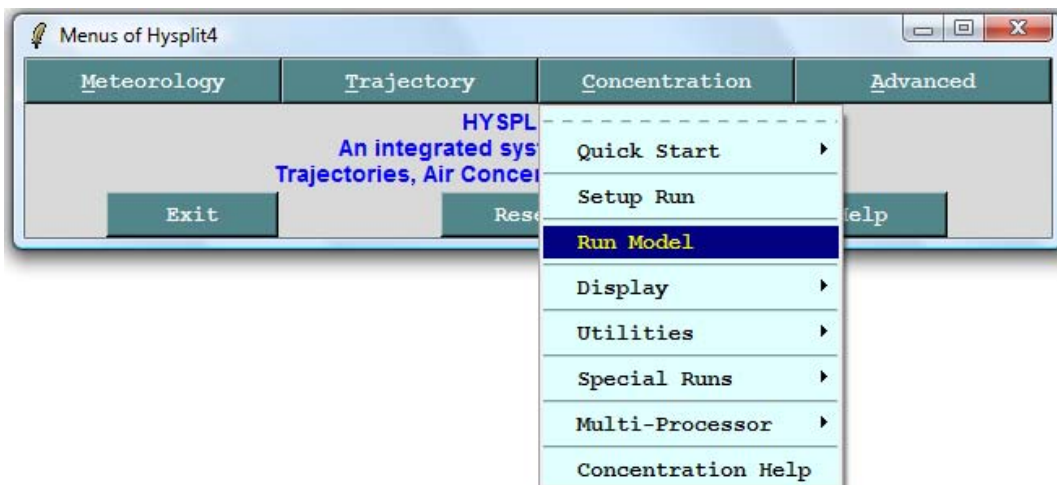 Menus of Hysplit4
Meteorology Trajectory Concentration Advanced
HYSPL
An integrated sys
Trajectories, Air Concer
Exit Rese elp
Quick Start
Setup Run
Run Model
Display
Utilities
Special Runs
Multi-Processor
Concentration Help